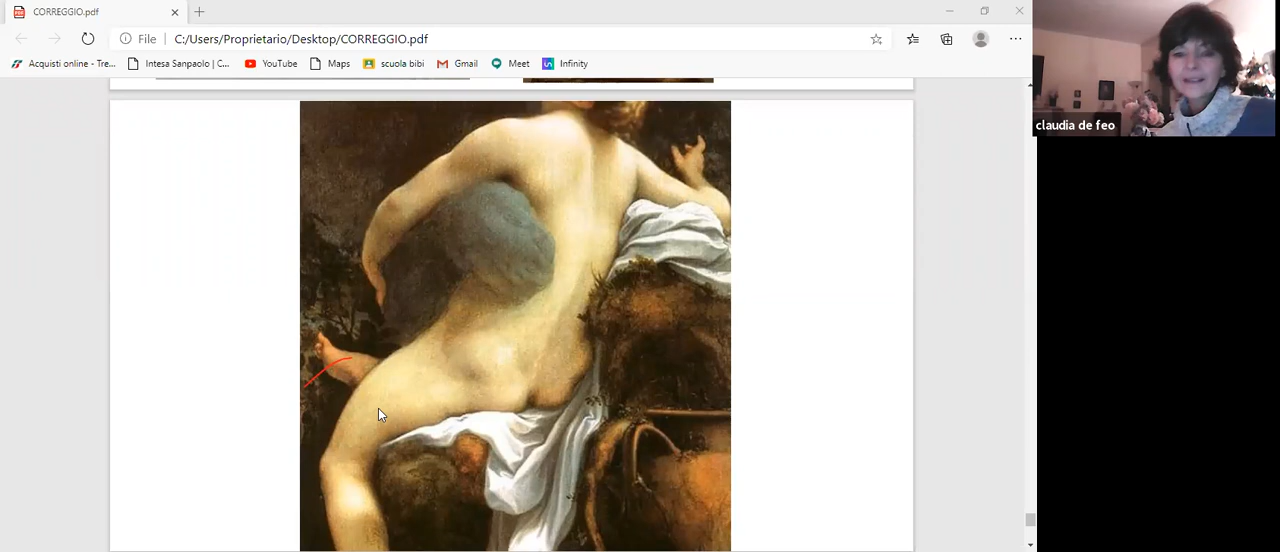 CORREGGIO.pdf
File C:/Users/Proprietario/Desktop/CORREGGIO.pdf
Acquisti online - Tre... Intesa Sanpaolo | C... YouTube Maps scuola bibi Gmail Meet Infinity
claudia de feo